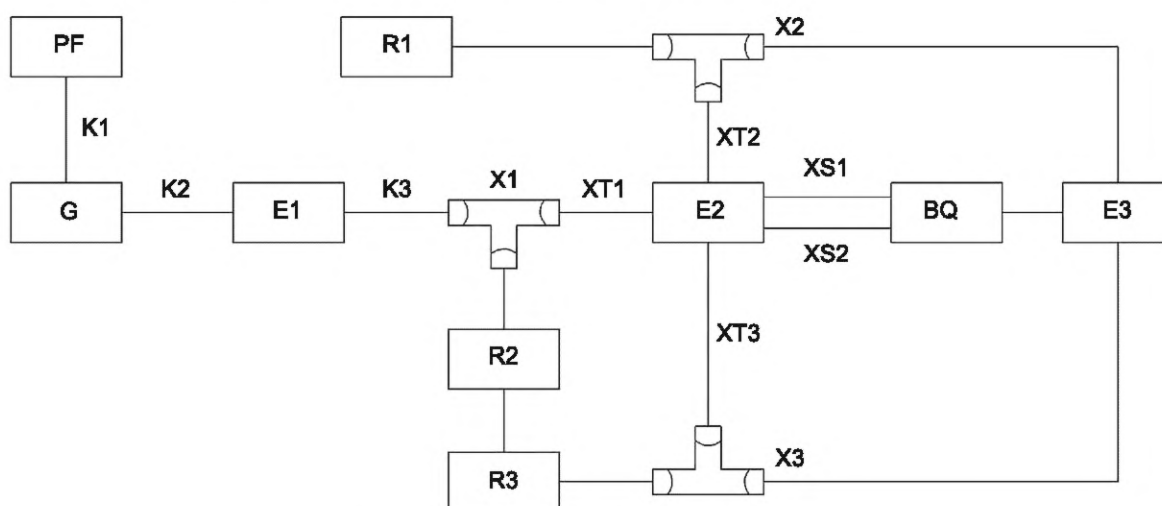 PF
R1
X2
K1
XT2
XS1
K2
K3
X1
XT1
G
E1
E2
BQ
E3
XS2
XT3
R2
R3
X3